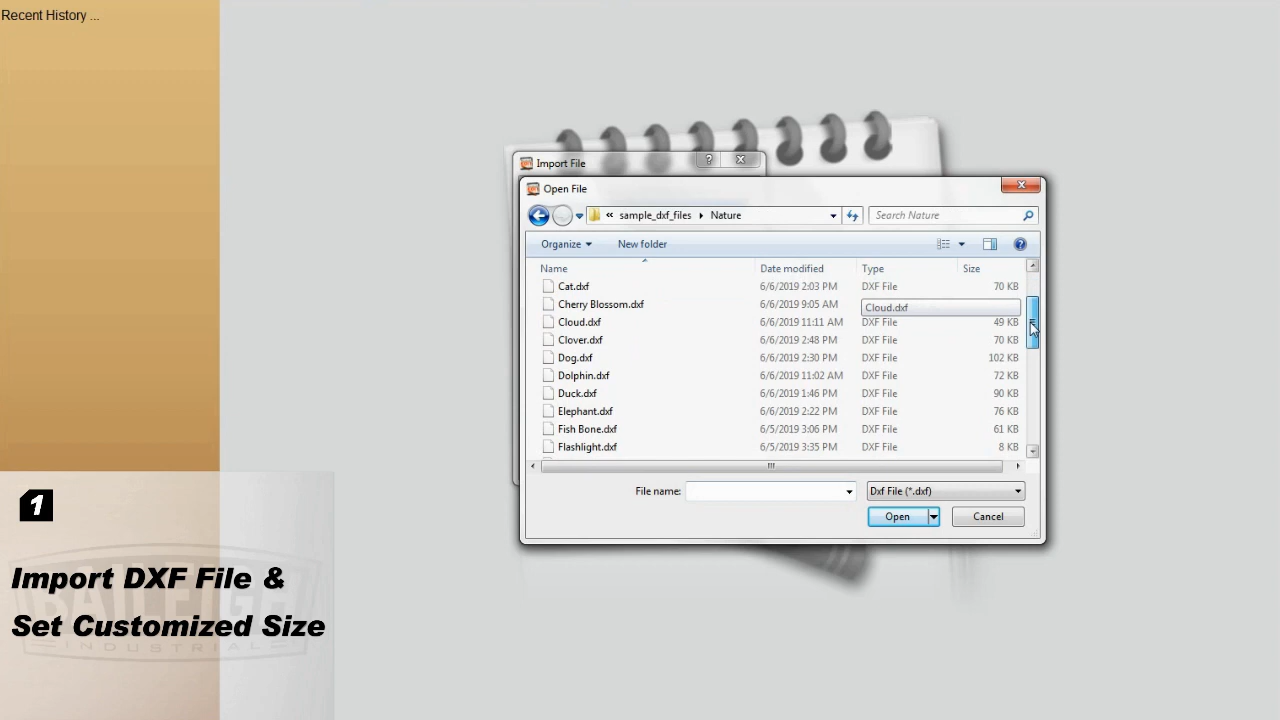 Recent History ...
Import File
?
Open File
« sample_dxf_files Nature
Search Nature
Organize
New folder
Name Date modified Type Size
Cat.dxf 6/6/2019 2:03 PM DXF File 70 KB
Cherry Blossom.dxf 6/6/2019 9:05 AM
Cloud.dxf
Cloud.dxf 6/6/2019 11:11 AM DXF File 49 KB
Clover.dxf 6/6/2019 2:48 PM DXF File 70 KB
Dog.dxf 6/6/2019 2:30 PM DXF File 102 KB
Dolphin.dxf 6/6/2019 11:02 AM DXF File 72 KB
Duck.dxf 6/6/2019 1:46 PM DXF File 90 KB
Elephant.dxf 6/6/2019 2:22 PM DXF File 76 KB
Fish Bone.dxf 6/5/2019 3:06 PM DXF File 61 KB
Flashlight.dxf 6/5/2019 3:35 PM DXF File 8 KB
File name:
Dxf File (*.dxf)
Open
Cancel
1
Import DXF File &
Set Customized Size
BAILEIGH
INDUSTRIAL